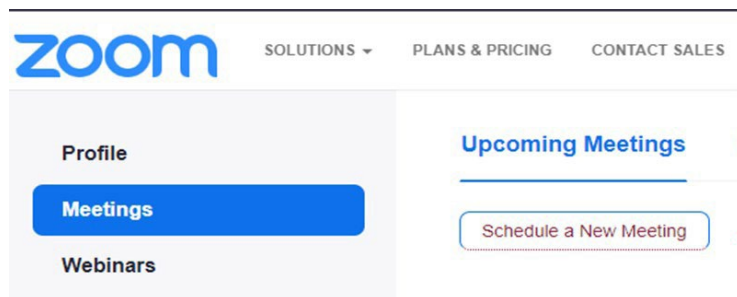 zoom SOLUTIONS PLANS & PRICING CONTACT SALES
Profile
Meetings
Webinars
Upcoming Meetings
Schedule a New Meeting